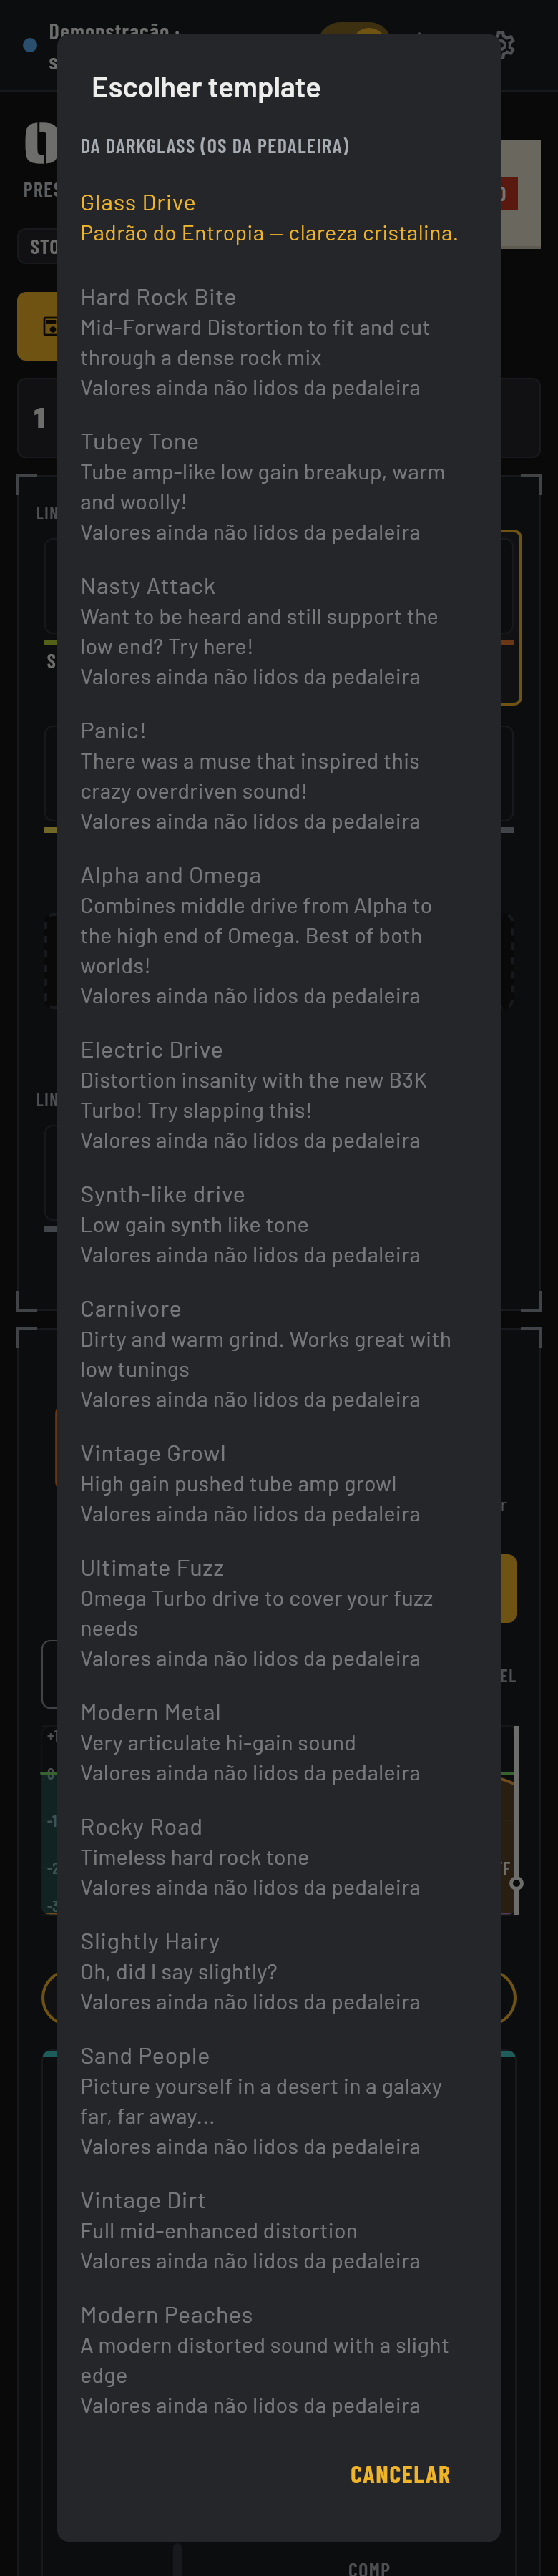 Demonstração ·
s
Escolher template
DA DARKGLASS (OS DA PEDALEIRA)
PRES
STO
Glass Drive
Padrão do Entropia — clareza cristalina.
Hard Rock Bite
Mid-Forward Distortion to fit and cut
through a dense rock mix
Valores ainda não lidos da pedaleira
1
Tubey Tone
Tube amp-like low gain breakup, warm
and woolly!
Valores ainda não lidos da pedaleira
LIN
Nasty Attack
Want to be heard and still support the
low end? Try here!
Valores ainda não lidos da pedaleira
S
Panic!
There was a muse that inspired this
crazy overdriven sound!
Valores ainda não lidos da pedaleira
Alpha and Omega
Combines middle drive from Alpha to
the high end of Omega. Best of both
worlds!
Valores ainda não lidos da pedaleira
Electric Drive
Distortion insanity with the new B3K
Turbo! Try slapping this!
Valores ainda não lidos da pedaleira
LIN
Synth-like drive
Low gain synth like tone
Valores ainda não lidos da pedaleira
Carnivore
Dirty and warm grind. Works great with
low tunings
Valores ainda não lidos da pedaleira
Vintage Growl
High gain pushed tube amp growl
Valores ainda não lidos da pedaleira
r
Ultimate Fuzz
Omega Turbo drive to cover your fuzz
needs
Valores ainda não lidos da pedaleira
EL
Modern Metal
Very articulate hi-gain sound
Valores ainda não lidos da pedaleira
+1
0
-1
-2
-3
Rocky Road
Timeless hard rock tone
Valores ainda não lidos da pedaleira
Slightly Hairy
Oh, did I say slightly?
Valores ainda não lidos da pedaleira
Sand People
Picture yourself in a desert in a galaxy
far, far away...
Valores ainda não lidos da pedaleira
Vintage Dirt
Full mid-enhanced distortion
Valores ainda não lidos da pedaleira
Modern Peaches
A modern distorted sound with a slight
edge
Valores ainda não lidos da pedaleira
CANCELAR
COMP